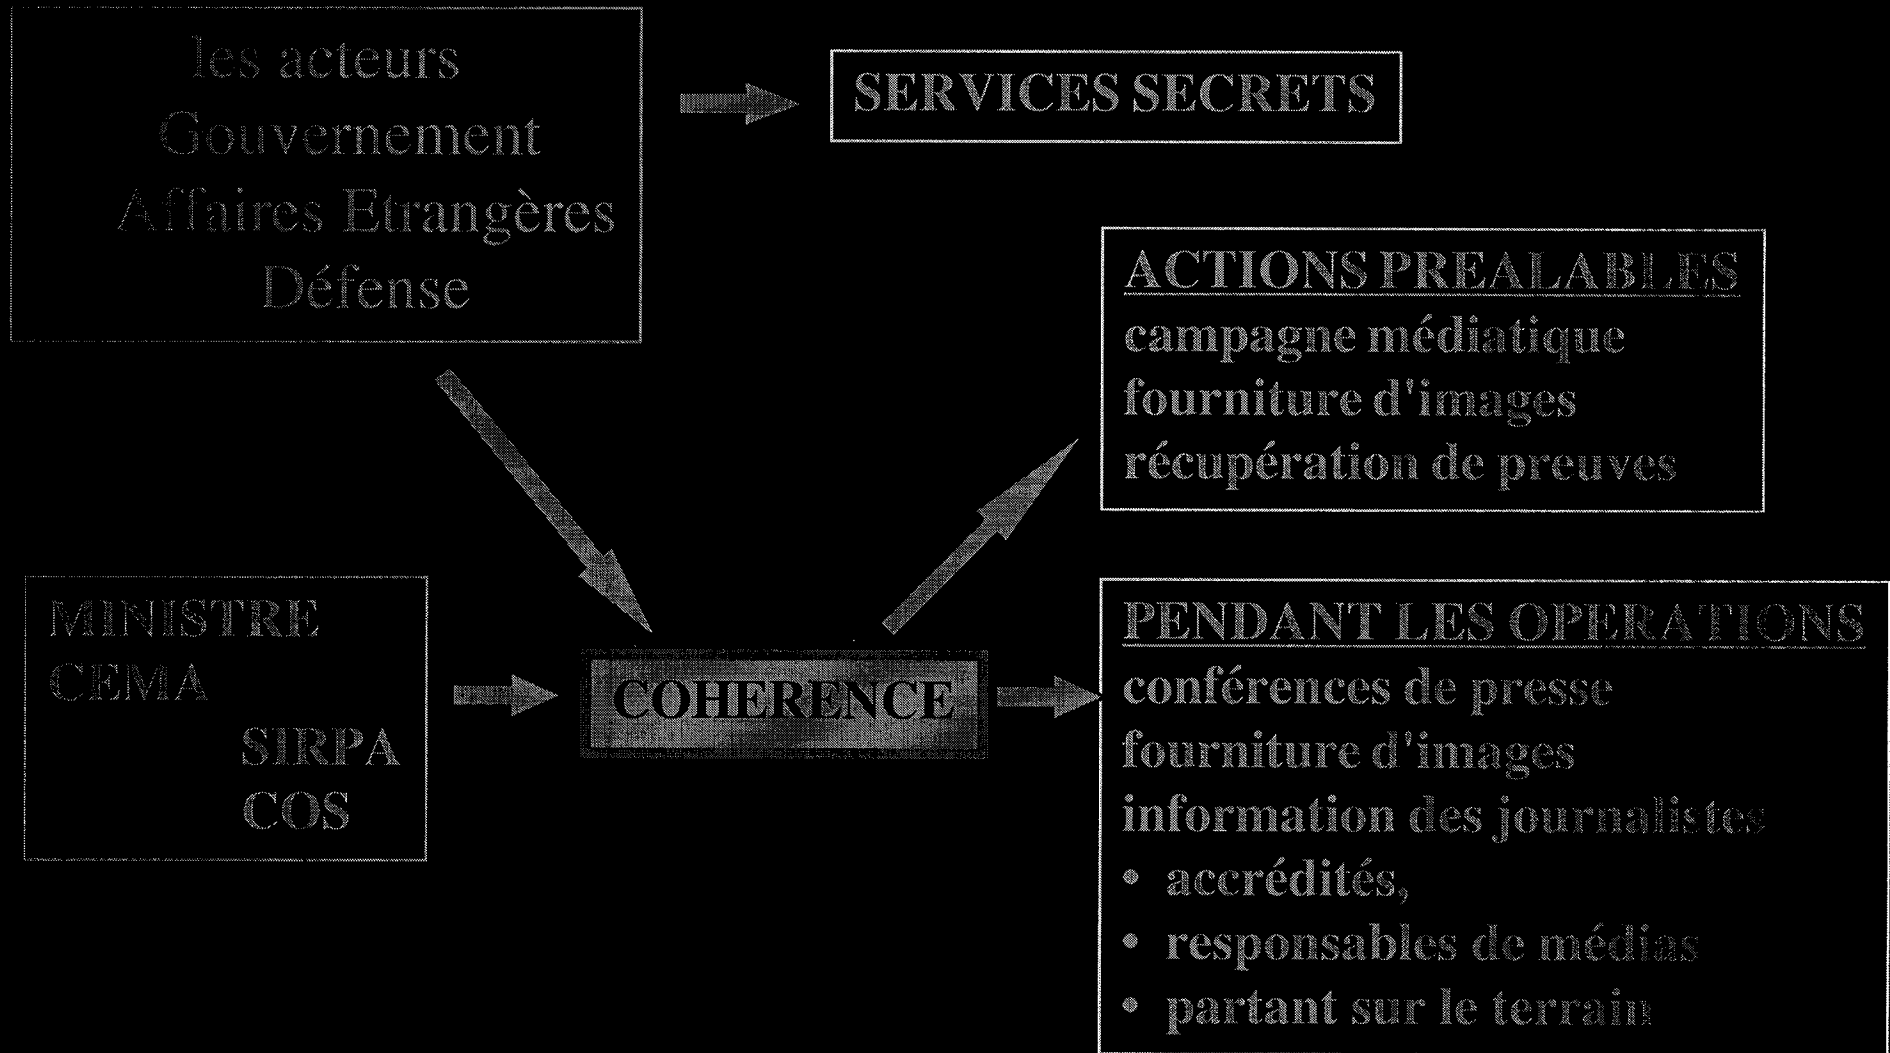 les acteurs
Gouvernement
Affaires Etrangères
Défense
SERVICES SECRETS
ACTIONS PREALABLES
campagne médiatique
fourniture d'images
récupération de preuves
MINISTRE
CEMA
SIRPA
COS
COHERENCE
PENDANT LES OPERATIONS
conférences de presse
fourniture d'images
information des journalistes
• accrédités,
• responsables de médias
• partant sur le terrain